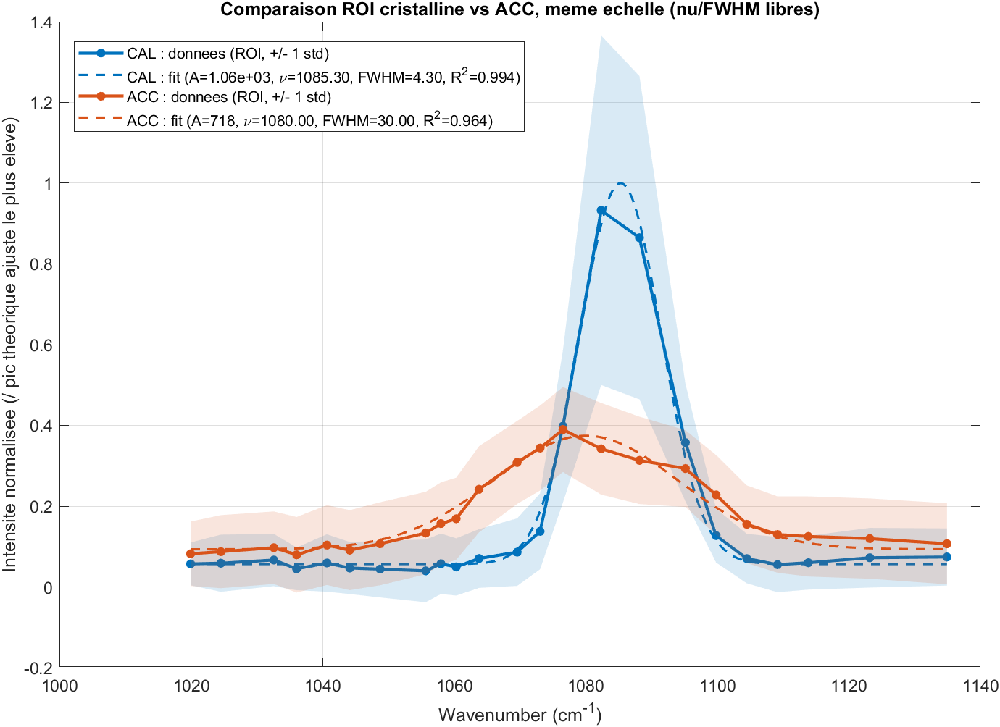 Comparaison ROI cristalline vs ACC, meme echelle (nu/FWHM libres)
CAL : donnees (ROI, +/- 1 std)
CAL : fit (A=1.06e+03, ν=1085.30, FWHM=4.30, R²=0.994)
ACC : donnees (ROI, +/- 1 std)
ACC : fit (A=718, ν=1080.00, FWHM=30.00, R²=0.964)
Intensite normalisee (/ pic theorique ajuste le plus eleve)
1.4
1.2
1
0.8
0.6
0.4
0.2
0
-0.2
1000 1020 1040 1060 1080 1100 1120 1140
Wavenumber (cm⁻¹)